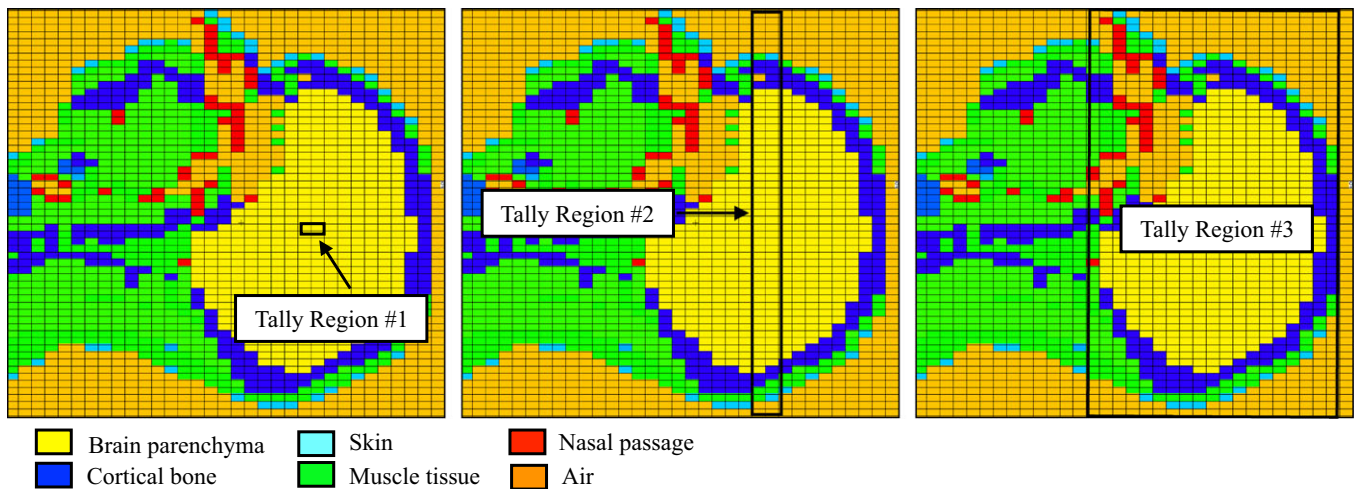 Tally Region #1
Tally Region #2
Tally Region #3
Brain parenchyma
Skin
Nasal passage
Cortical bone
Muscle tissue
Air